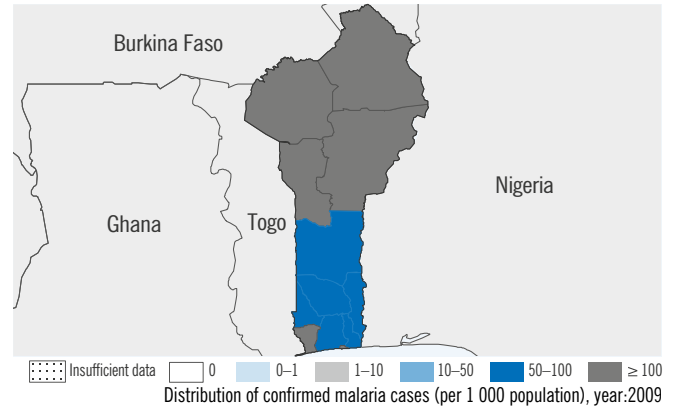 Burkina Faso
Nigeria
Ghana
Togo
Insufficient data 0 0–1 1–10 10–50 50–100 ≥ 100
Distribution of confirmed malaria cases (per 1 000 population), year:2009